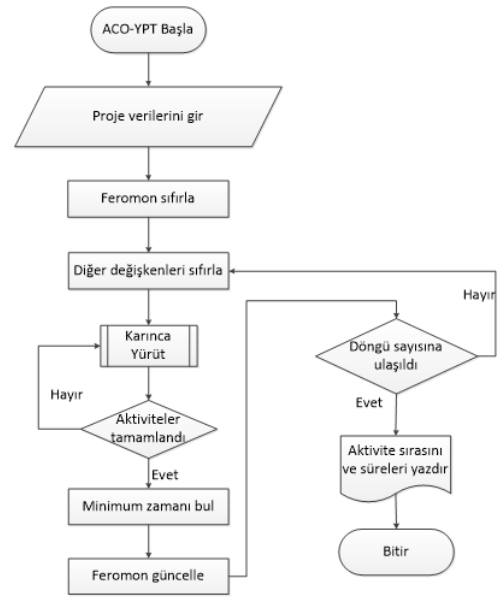 ACO-YPT Başla
Proje verilerini gir
Feromon sıfırla
Diğer değişkenleri sıfırla
Karınca
Yürüt
Hayır
Aktiviteler
tamamlandı
Evet
Minimum zamanı bul
Feromon güncelle
Hayır
Döngü sayısına
ulaşıldı
Evet
Aktivite sırasını
ve süreleri yazdır
Bitir